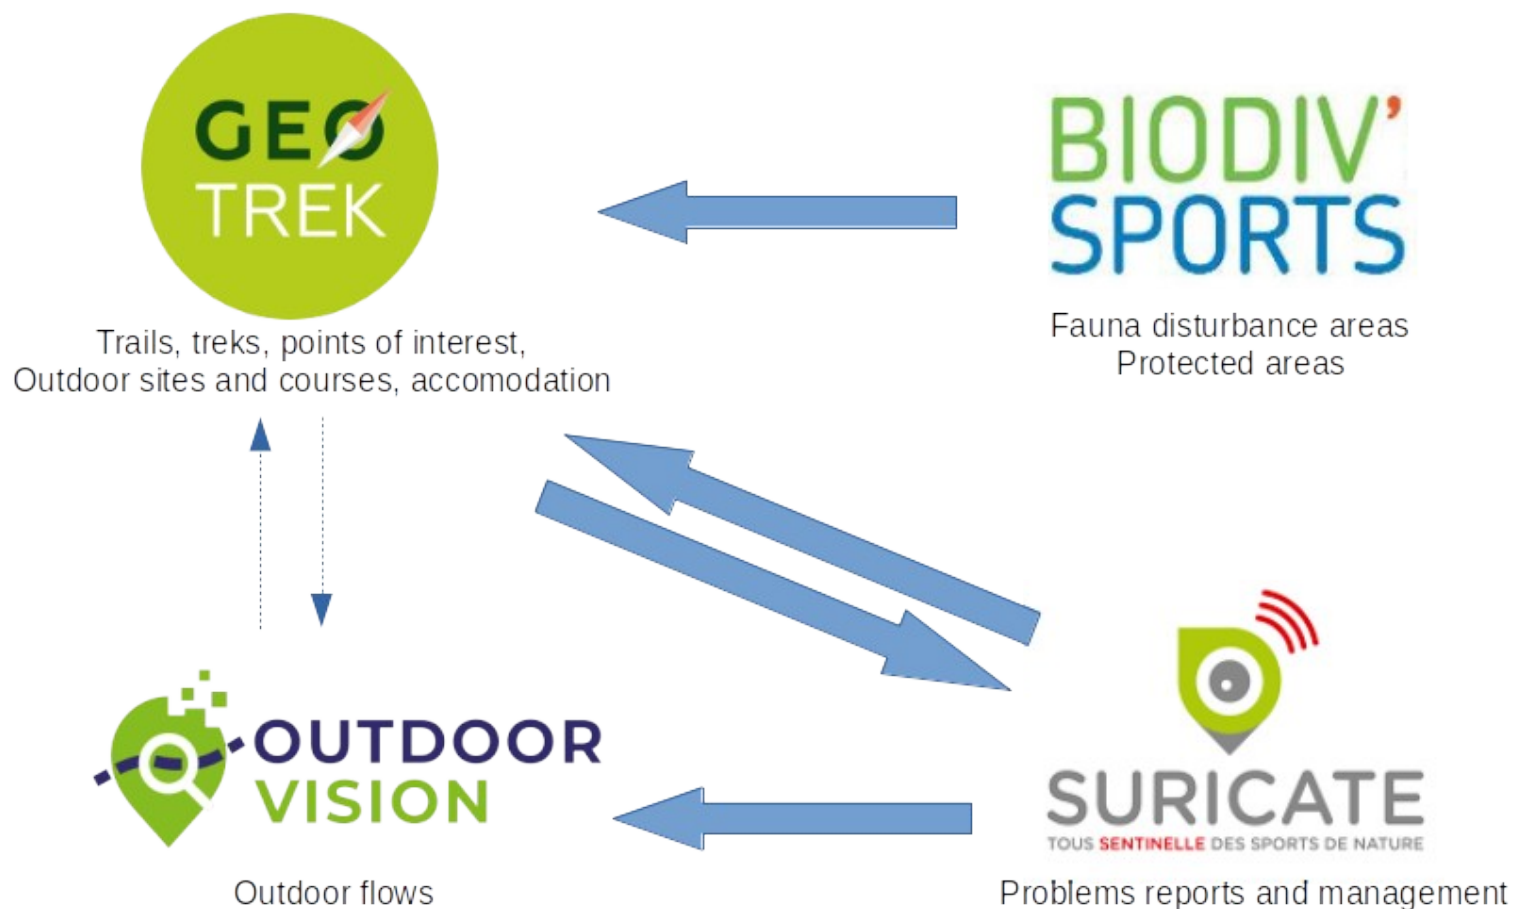 GEO
TREK
Trails, treks, points of interest,
Outdoor sites and courses, accomodation
BIODIV'
SPORTS
Fauna disturbance areas
Protected areas
OUTDOOR
VISION
Outdoor flows
SURICATE
TOUS SENTINELLE DES SPORTS DE NATURE
Problems reports and management